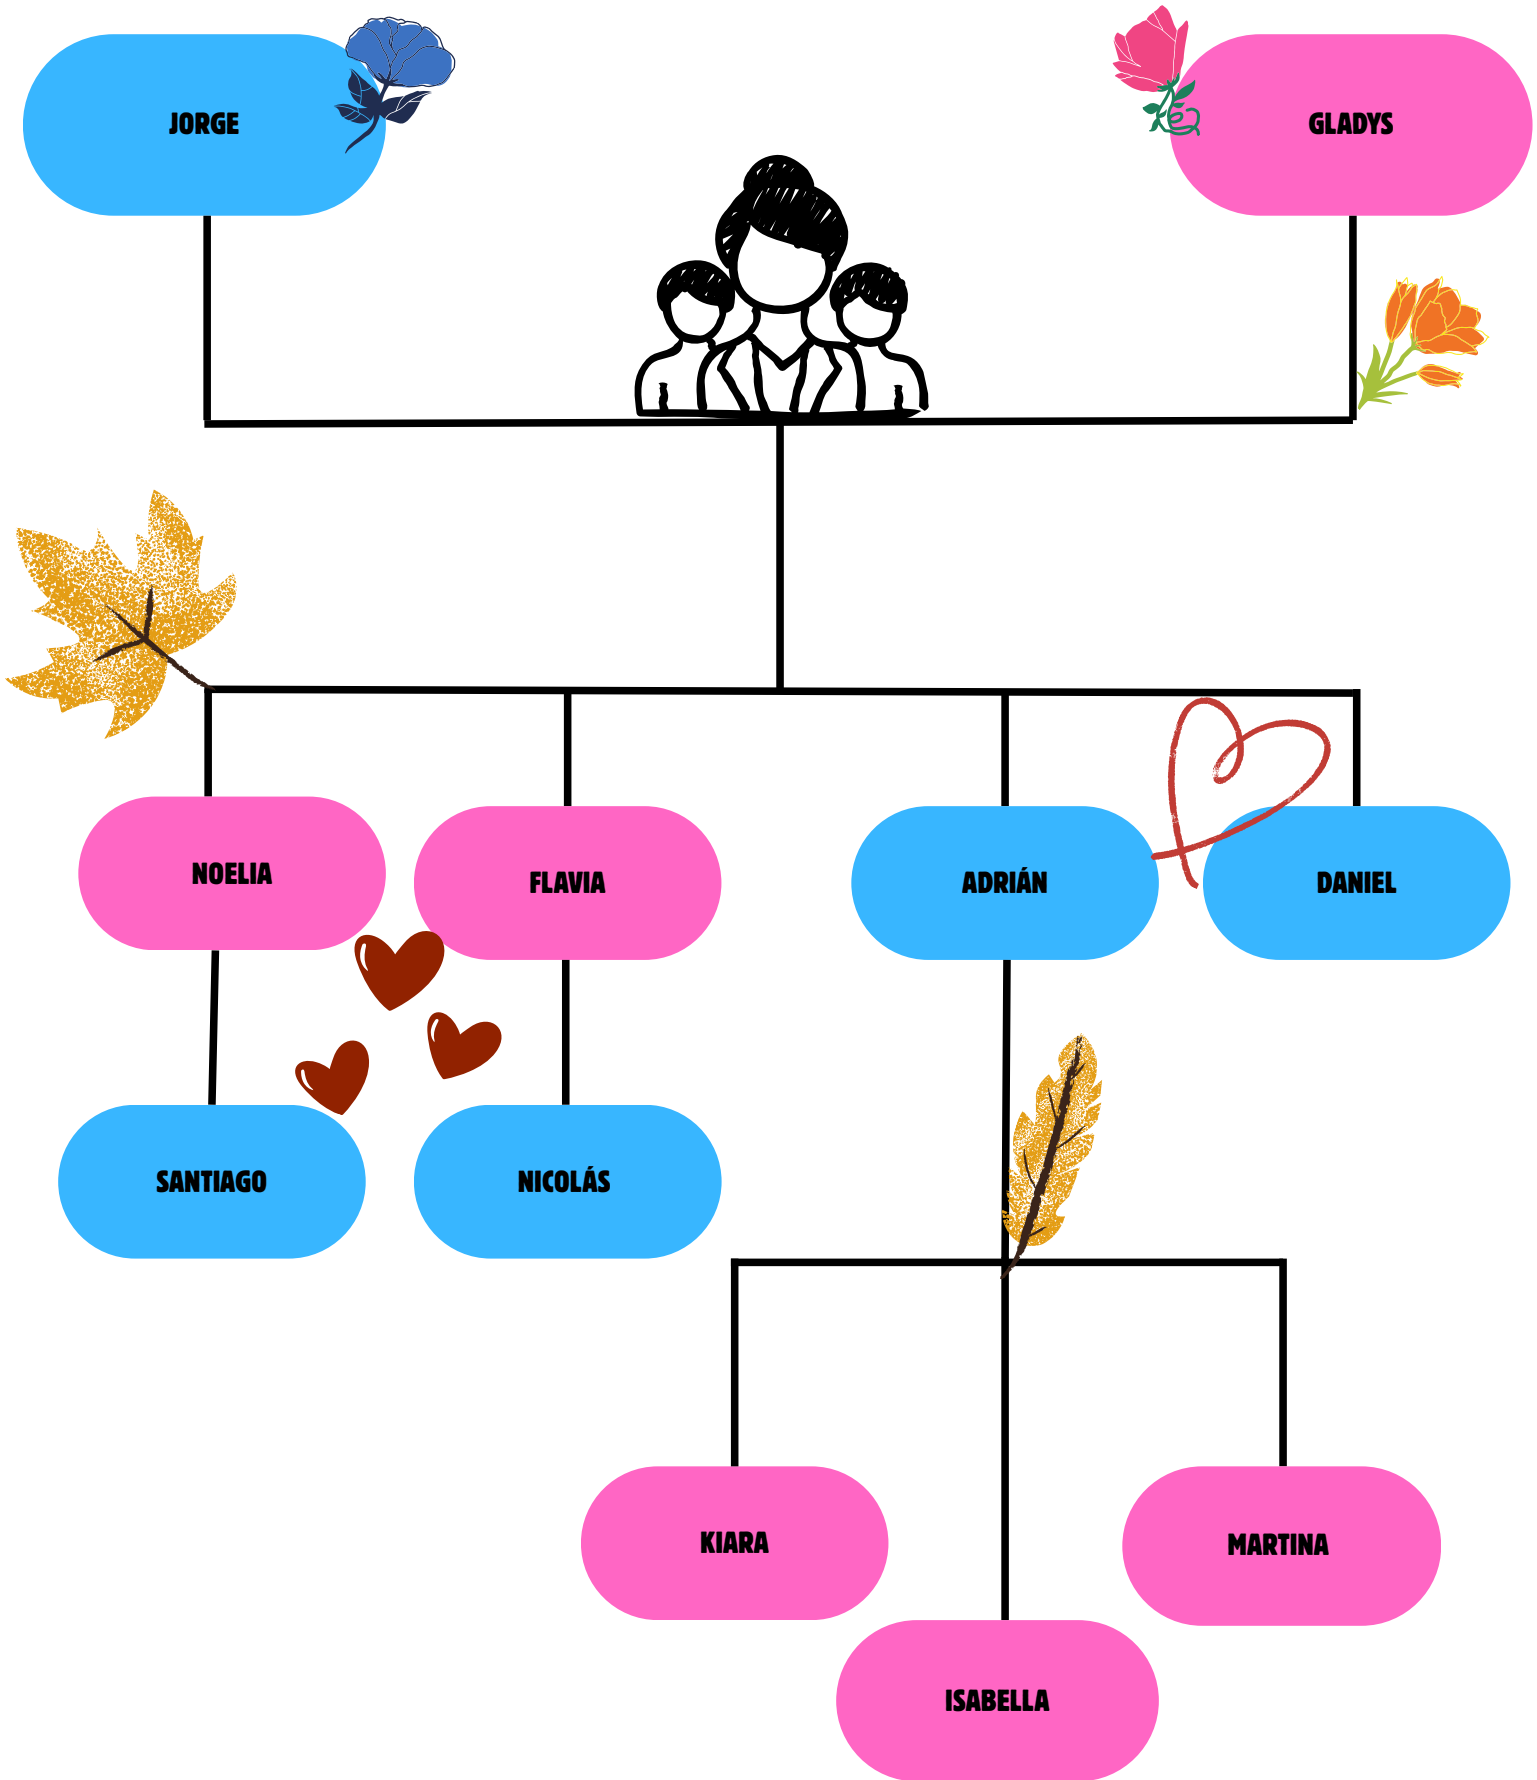 JORGE
GLADYS
NOELIA
FLAVIA
ADRIÁN
DANIEL
SANTIAGO
NICOLÁS
KIARA
MARTINA
ISABELLA